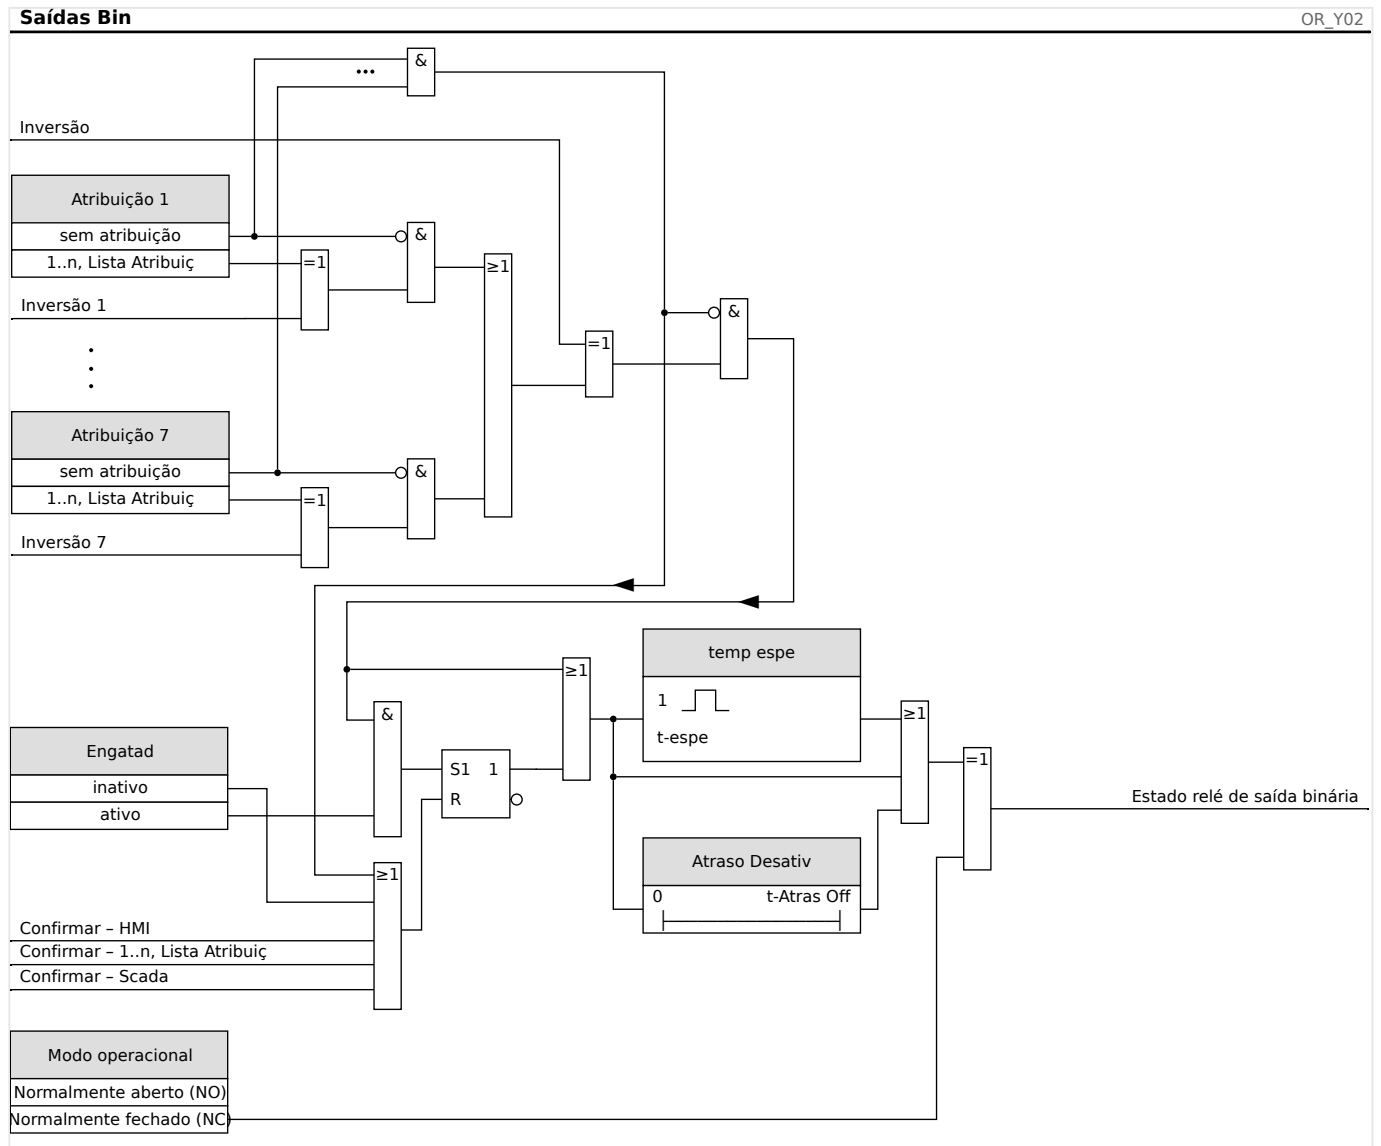 Saídas Bin
OR_Y02
&
Inversão
Atribuição 1
sem atribuição
&
1..n, Lista Atribuiç
=1
≥1
Inversão 1
&
=1
Atribuição 7
sem atribuição
&
1..n, Lista Atribuiç
=1
Inversão 7
temp espe
≥1
1
t-espe
&
≥1
Engatad
inativo
ativo
S1 1
R
=1
Estado relé de saída binária
Atraso Desativ
0 t-Atras Off
≥1
Confirmar – HMI
Confirmar – 1..n, Lista Atribuiç
Confirmar – Scada
Modo operacional
Normalmente aberto (NO)
Normalmente fechado (NC)